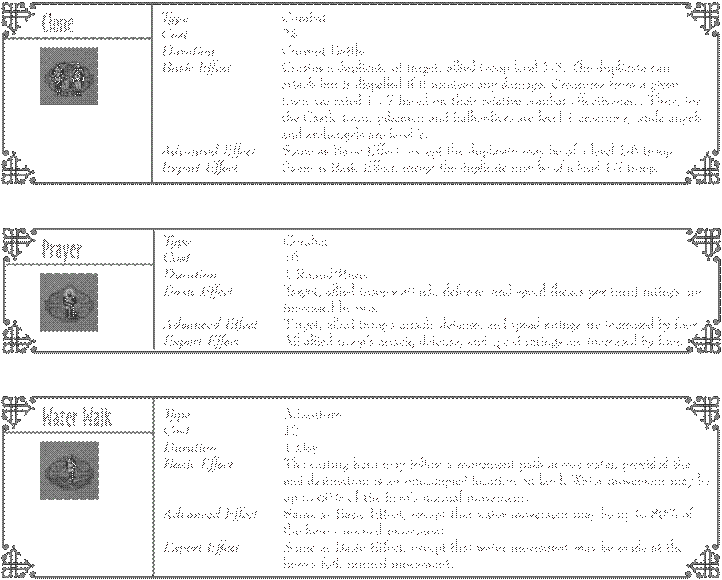 Clone
Type Combat
Cost 24
Duration Current Battle
Basic Effect Creates a duplicate of target, allied troop level 1-5. The duplicate can
attack but is dispelled if it receives any damage. Creatures from a given
town are rated 1 - 7 based on their relative combat effectiveness. Thus, for
the Castle town, pikemen and halberdiers are level 1 creatures, while angels
and archangels are level 7.
Advanced Effect Same as Basic Effect, except the duplicate may be of a level 1-6 troop.
Expert Effect Same as Basic Effect, except the duplicate may be of a level 1-7 troop.
Prayer
Type Combat
Cost 16
Duration 1 Round/Power
Basic Effect Target, allied troop's attack, defense, and speed (hexes per turn) ratings are
increased by two.
Advanced Effect Target, allied troop's attack, defense, and speed ratings are increased by four.
Expert Effect All allied troop's attack, defense, and speed ratings are increased by four.
Water Walk
Type Adventure
Cost 12
Duration 1 Day
Basic Effect The casting hero may follow a movement path across water, provided the
end destination is an unoccupied location on land. Water movement may be
up to 60% of the hero's normal movement.
Advanced Effect Same as Basic Effect, except that water movement may be up to 80% of
the hero's normal movement.
Expert Effect Same as Basic Effect, except that water movement may be made at the
hero's full, normal movement.